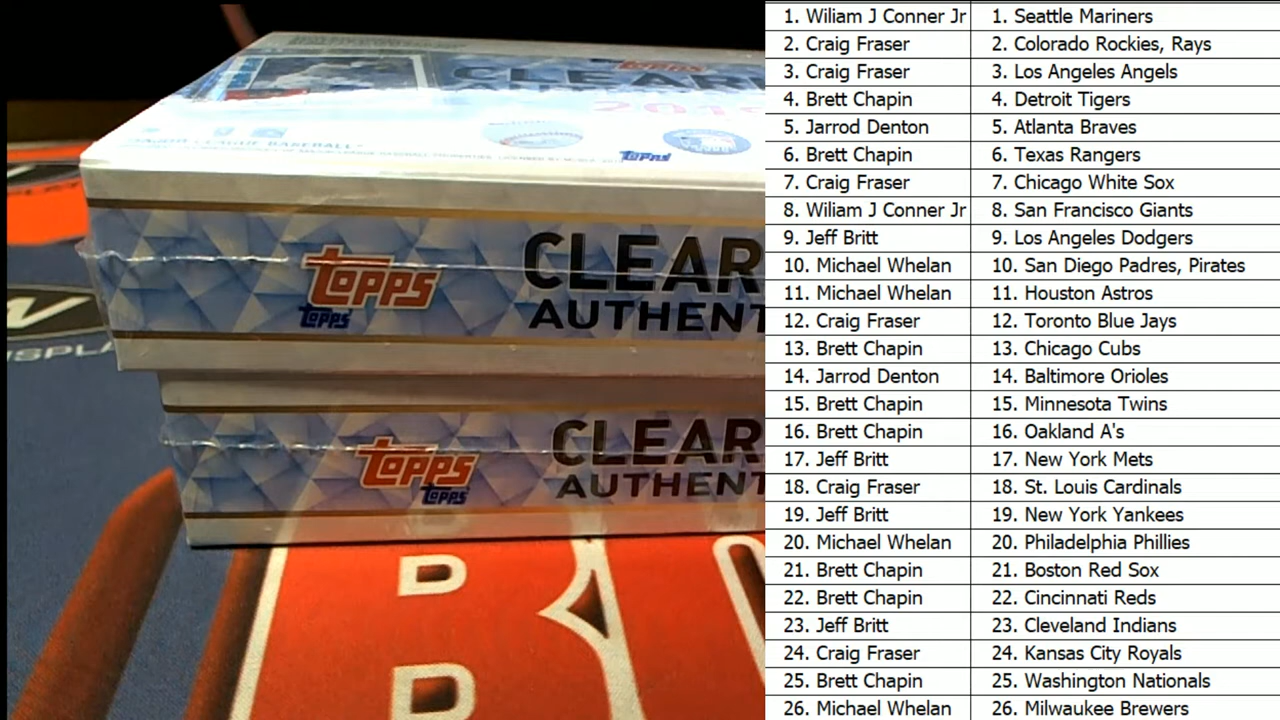 TOPPS
CLEAR
MAJOR LEAGUE BASEBALL
Topps
TOPPS
TOPPS
CLEAR
AUTHENT
TOPPS
TOPPS
CLEAR
AUTHENT
P
P
1. Wiliam J Conner Jr 1. Seattle Mariners
2. Craig Fraser 2. Colorado Rockies, Rays
3. Craig Fraser 3. Los Angeles Angels
4. Brett Chapin 4. Detroit Tigers
5. Jarrod Denton 5. Atlanta Braves
6. Brett Chapin 6. Texas Rangers
7. Craig Fraser 7. Chicago White Sox
8. Wiliam J Conner Jr 8. San Francisco Giants
9. Jeff Britt 9. Los Angeles Dodgers
10. Michael Whelan 10. San Diego Padres, Pirates
11. Michael Whelan 11. Houston Astros
12. Craig Fraser 12. Toronto Blue Jays
13. Brett Chapin 13. Chicago Cubs
14. Jarrod Denton 14. Baltimore Orioles
15. Brett Chapin 15. Minnesota Twins
16. Brett Chapin 16. Oakland A's
17. Jeff Britt 17. New York Mets
18. Craig Fraser 18. St. Louis Cardinals
19. Jeff Britt 19. New York Yankees
20. Michael Whelan 20. Philadelphia Phillies
21. Brett Chapin 21. Boston Red Sox
22. Brett Chapin 22. Cincinnati Reds
23. Jeff Britt 23. Cleveland Indians
24. Craig Fraser 24. Kansas City Royals
25. Brett Chapin 25. Washington Nationals
26. Michael Whelan 26. Milwaukee Brewers